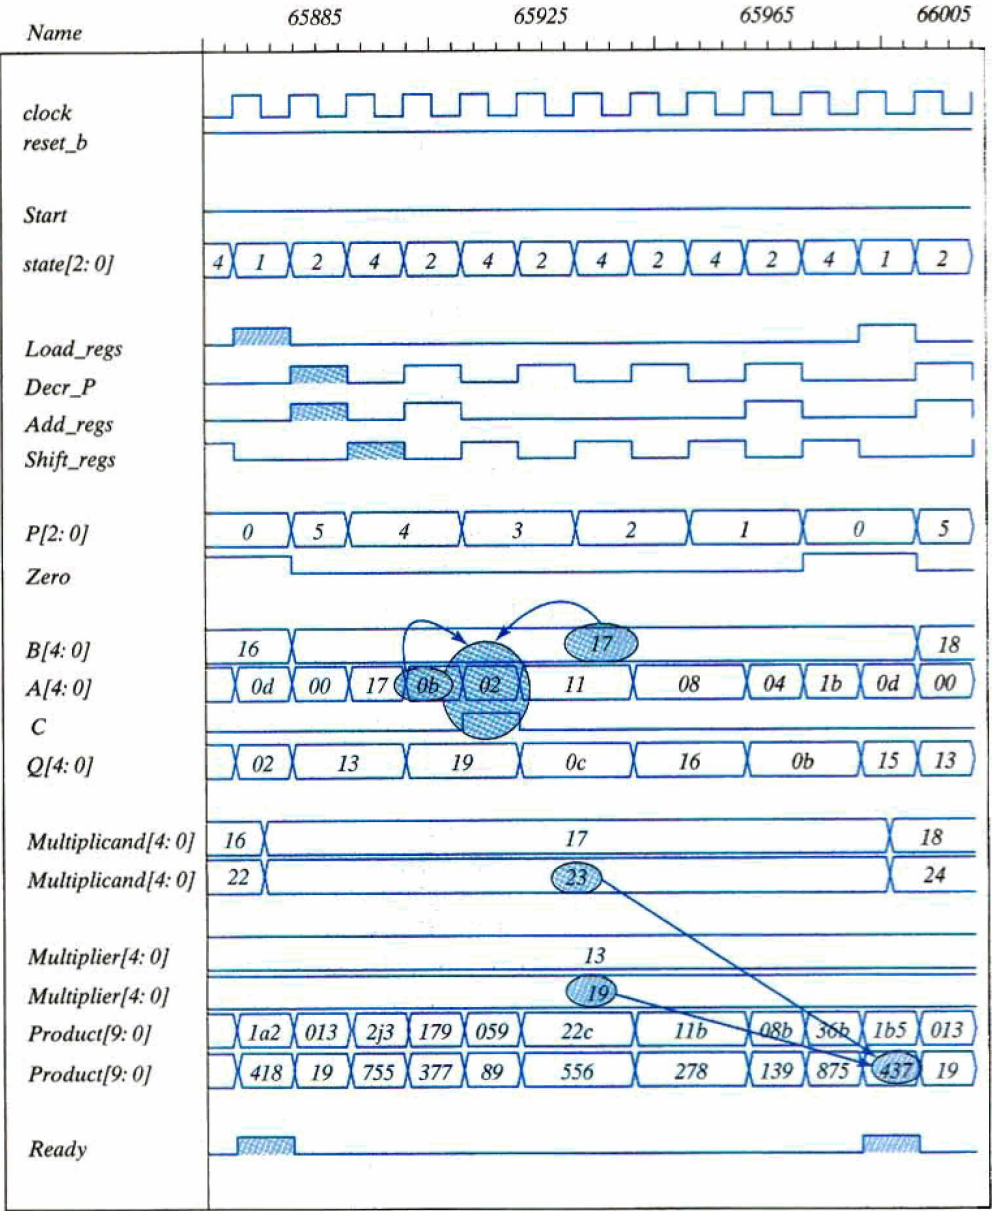 Name 65885 65925 65965 66005
clock
reset_b
Start
state[2: 0] 4 1 2 4 2 4 2 4 2 4 2 4 1 2
Load_regs
Decr_P
Add_regs
Shift_regs
P[2: 0] 0 5 4 3 2 1 0 5
Zero
B[4: 0] 16 17 18
A[4: 0] 0d 00 17 0b 02 11 08 04 1b 0d 00
C
Q[4: 0] 02 13 19 0c 16 0b 15 13
Multiplicand[4: 0] 16 17 18
Multiplicand[4: 0] 22 23 24
Multiplier[4: 0] 13
Multiplier[4: 0] 19
Product[9: 0] 1a2 013 2j3 179 059 22c 11b 08b 36b 1b5 013
Product[9: 0] 418 19 755 377 89 556 278 139 875 437 19
Ready